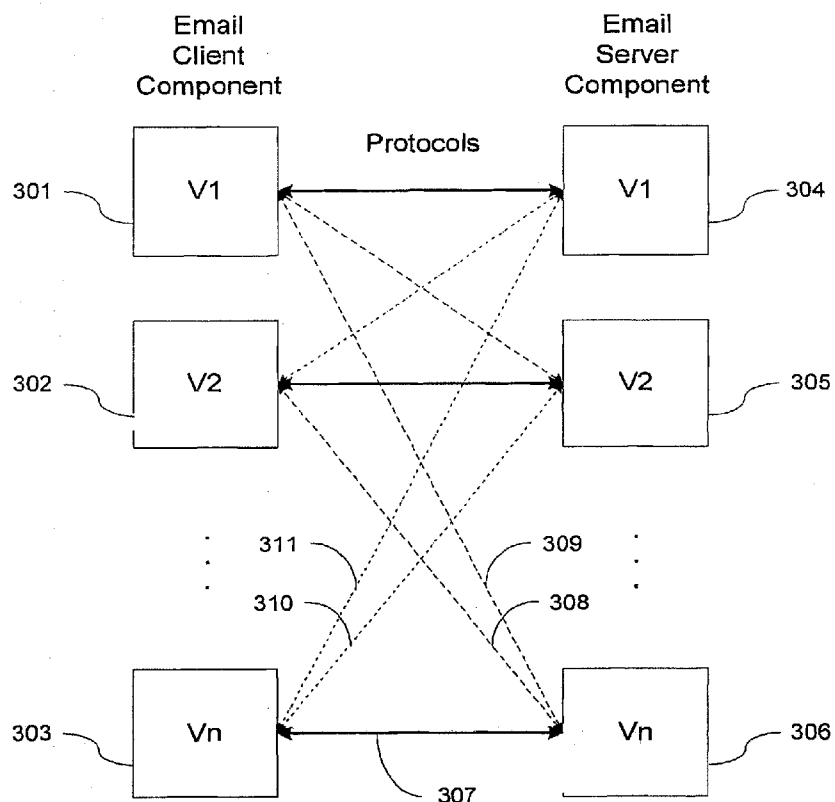 Email
Client
Component
Email
Server
Component
Protocols
301
V1
V1
304
302
V2
V2
305
311
309
310
308
303
Vn
Vn
306
307